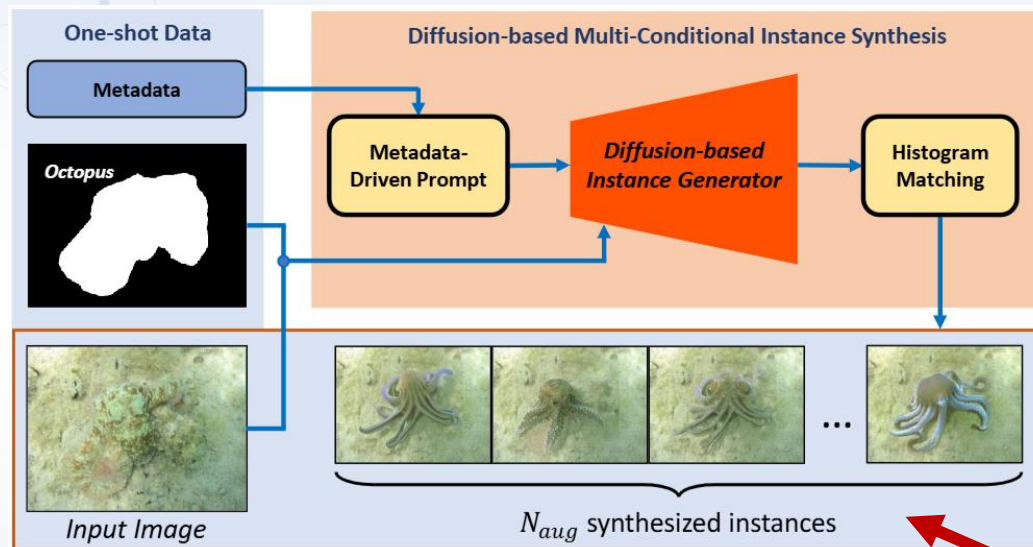 One-shot Data
Diffusion-based Multi-Conditional Instance Synthesis
Metadata
Octopus
Metadata-
Driven Prompt
Diffusion-based
Instance Generator
Histogram
Matching
...
Input Image
N_aug synthesized instances